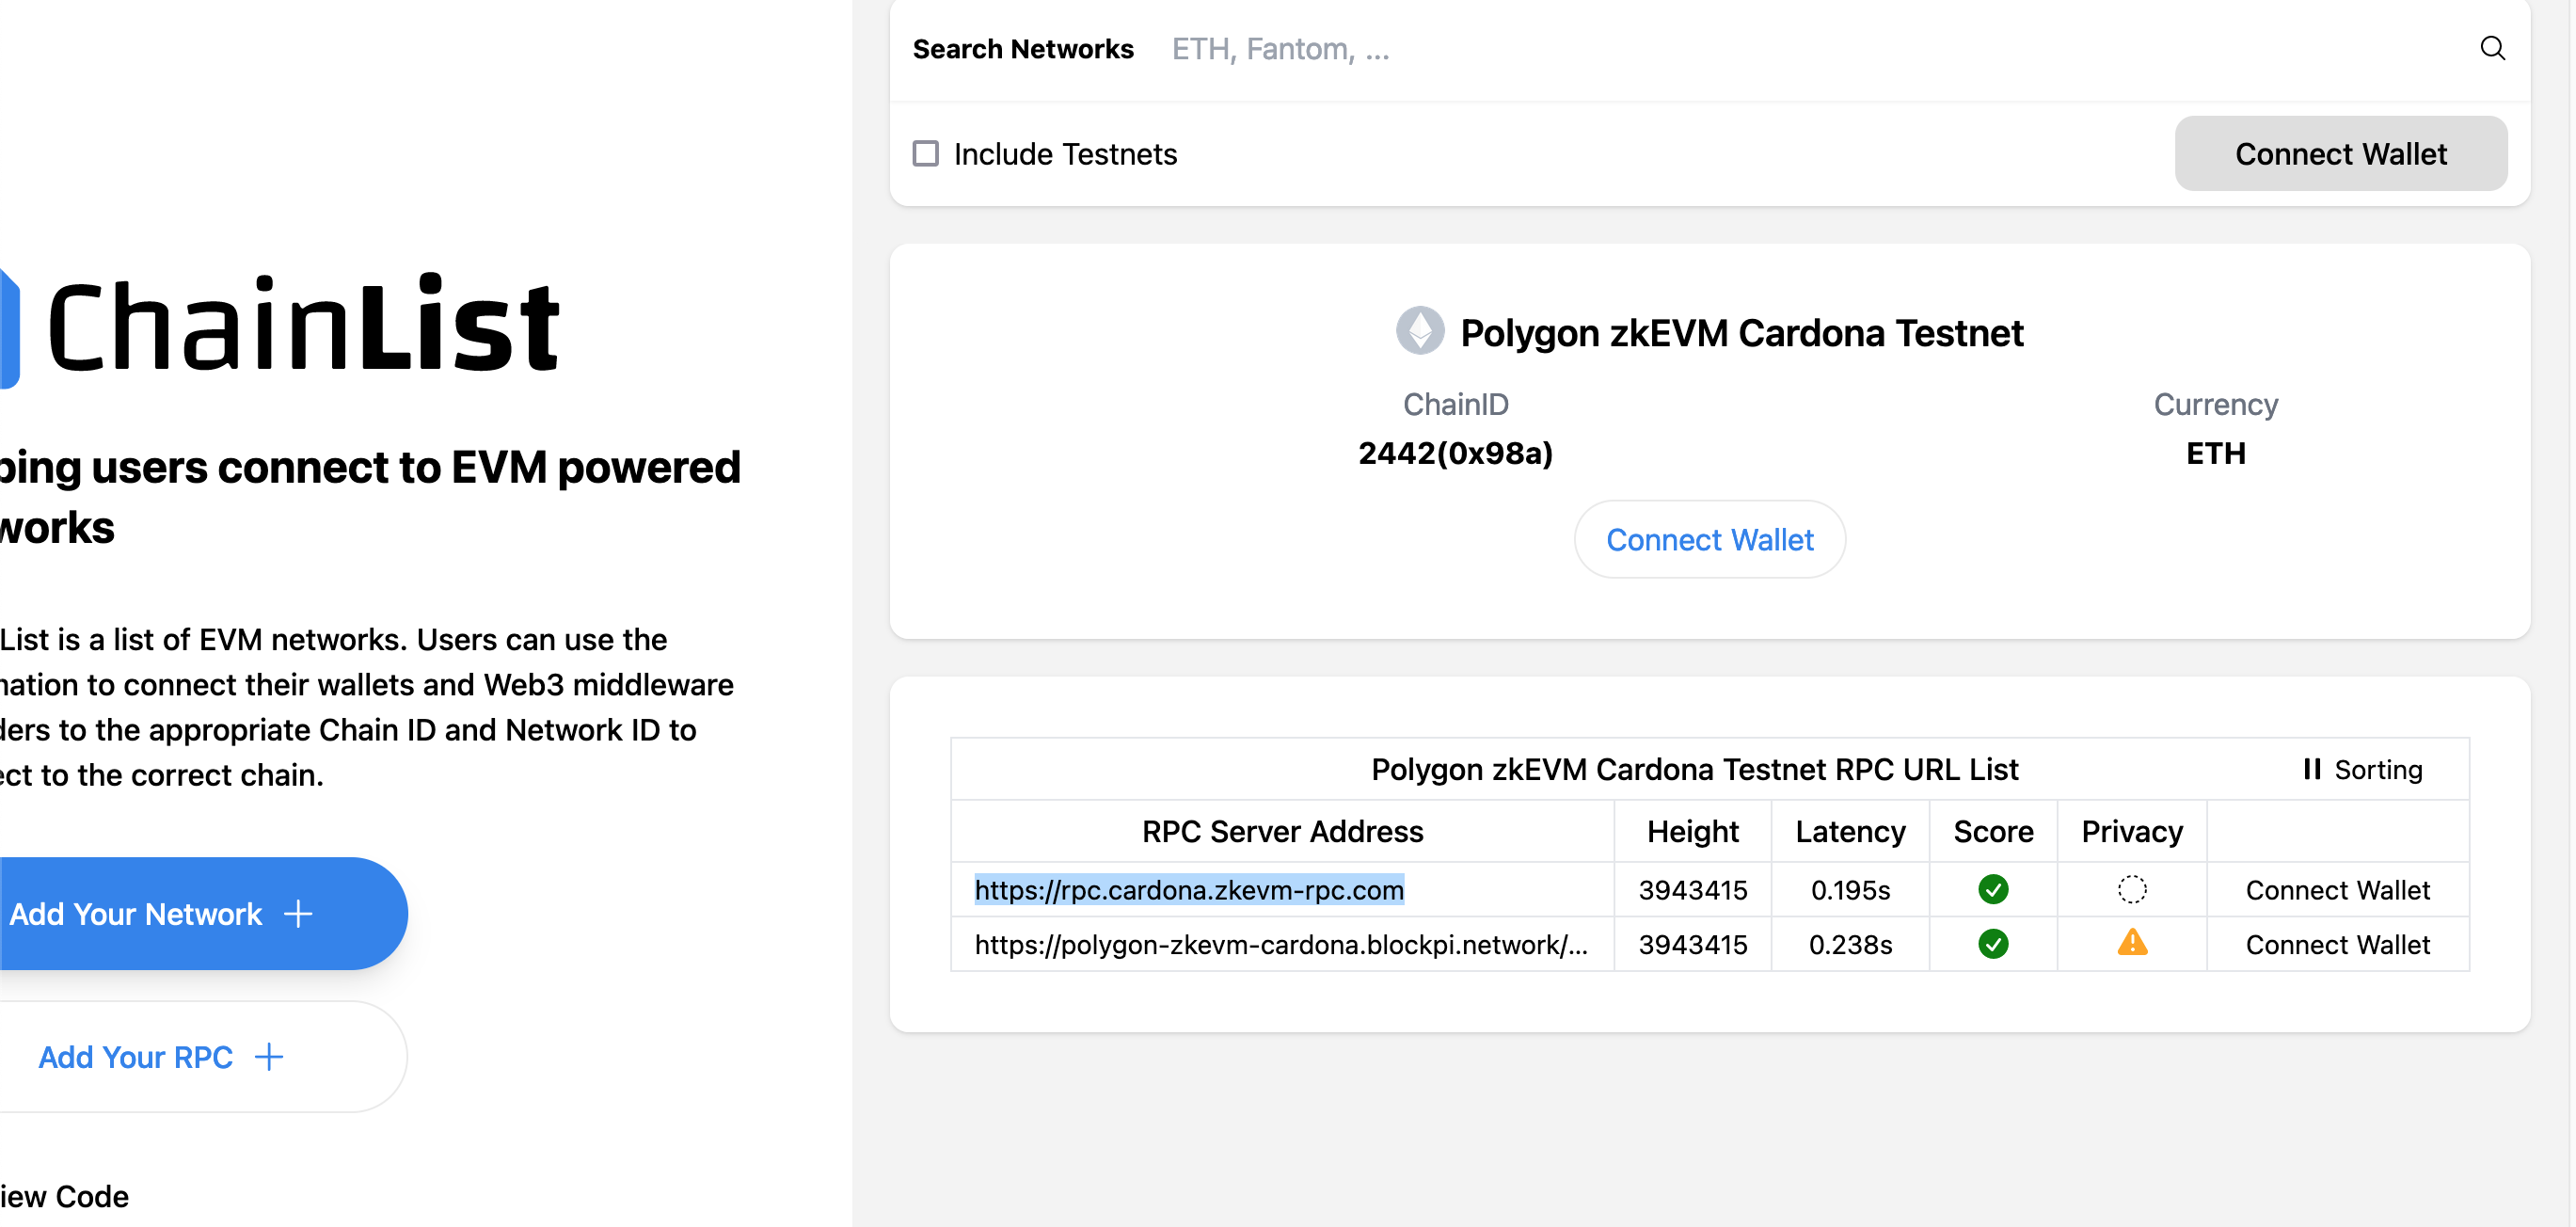 Search Networks ETH, Fantom, ...
Include Testnets
Connect Wallet
ChainList
ping users connect to EVM powered
works
List is a list of EVM networks. Users can use the
nation to connect their wallets and Web3 middleware
ders to the appropriate Chain ID and Network ID to
ect to the correct chain.
Add Your Network
Add Your RPC
iew Code
Polygon zkEVM Cardona Testnet
ChainID Currency
2442(0x98a) ETH
Connect Wallet
Polygon zkEVM Cardona Testnet RPC URL List Sorting
RPC Server Address Height Latency Score Privacy
https://rpc.cardona.zkevm-rpc.com 3943415 0.195s Connect Wallet
https://polygon-zkevm-cardona.blockpi.network/... 3943415 0.238s Connect Wallet